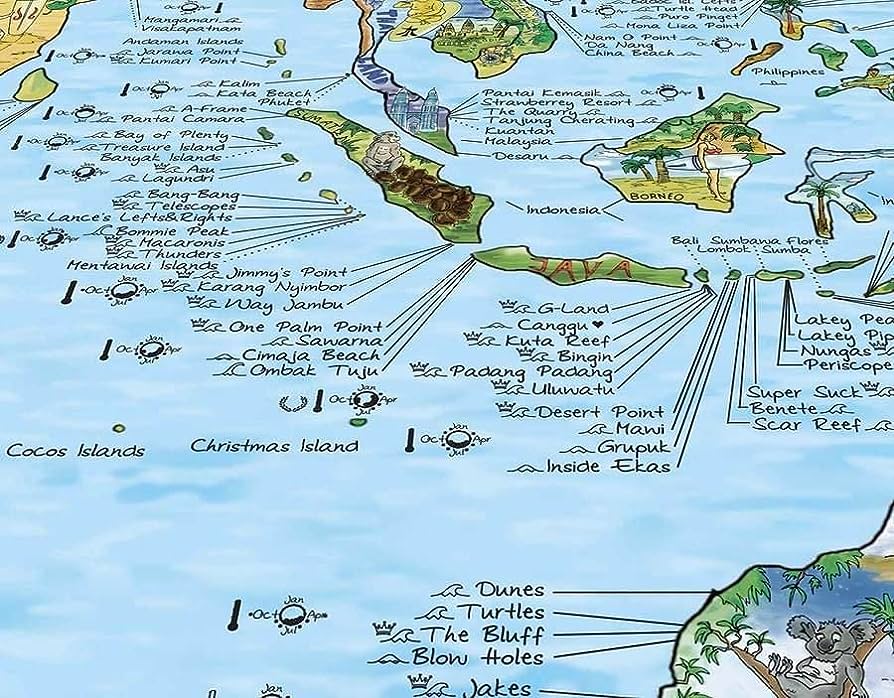 Mangamari
Visakapatnam
Andaman Islands
Jarawa Point
Kumari Point
Kalim
Kata Beach
Phuket
A-Frame
Pantai Camara
Bay of Plenty
Treasure Island
Banyak Islands
Asu
Lagundri
Bang-Bang
Telescopes
Lance's Lefts&Rights
Bommie Peak
Macaronis
Thunders
Mentawai Islands
Jimmy's Point
Karang Nyimbor
Way Jambu
One Palm Point
Sawarna
Cimaja Beach
Ombak Tuju
Turtle Head
Puro Pinget
Mona Liza Point
Nam O Point
Da Nang
China Beach
Philippines
Pantai Kemasik
Strawberry Resort
The Quarry
Tanjung Cherating
Kuantan
Malaysia
Desaru
SUMATRA
BORNEO
Indonesia
JAVA
Bali Sumbawa Flores
Lombok Sumba
G-Land
Canggu
Kuta Reef
Bingin
Padang Padang
Uluwatu
Desert Point
Mawi
Grupuk
Inside Ekas
Lakey Pea
Lakey Pip
Nungas
Periscope
Super Suck
Benete
Scar Reef
Cocos Islands
Christmas Island
Jan
Oct Apr
Jul
Dunes
Turtles
The Bluff
Blow Holes
Jakes